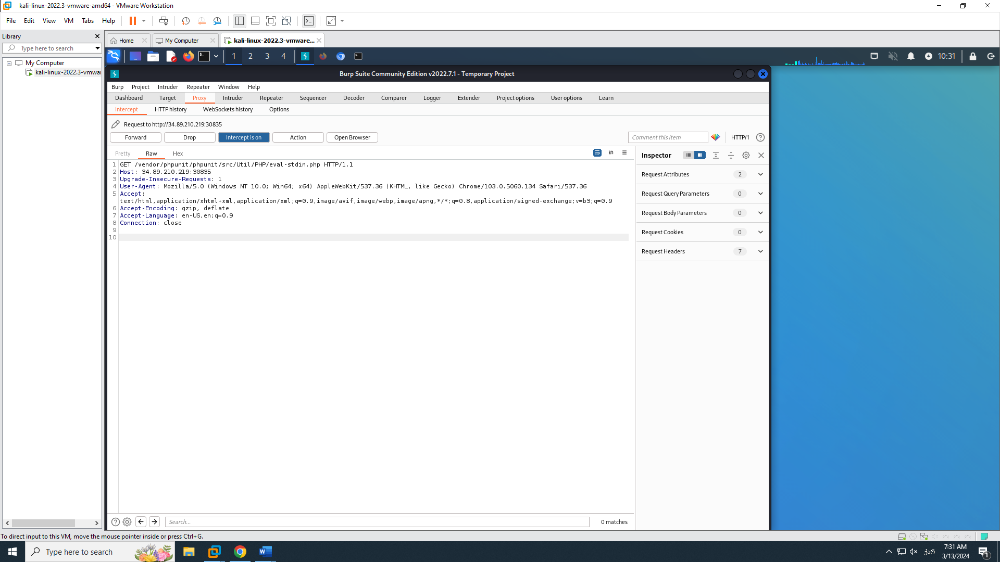 kali-linux-2022.3-vmware-amd64 - VMware Workstation
File Edit View VM Tabs Help
Library
Type here to search
My Computer
kali-linux-2022.3-vmwar
Home
My Computer
kali-linux-2022.3-vmware...
1 2 3 4
10:31
Burp Suite Community Edition v2022.7.1 - Temporary Project
Burp Project Intruder Repeater Window Help
Dashboard Target Proxy Intruder Repeater Sequencer Decoder Comparer Logger Extender Project options User options Learn
Intercept HTTP history WebSockets history Options
Request to http://34.89.210.219:30835
Forward Drop Intercept is on Action Open Browser
Comment this item
HTTP/1
Pretty Raw Hex
\n
1 GET /vendor/phpunit/phpunit/src/Util/PHP/eval-stdin.php HTTP/1.1
2 Host: 34.89.210.219:30835
3 Upgrade-Insecure-Requests: 1
4 User-Agent: Mozilla/5.0 (Windows NT 10.0; Win64; x64) AppleWebKit/537.36 (KHTML, like Gecko) Chrome/103.0.5060.134 Safari/537.36
5 Accept:
text/html,application/xhtml+xml,application/xml;q=0.9,image/avif,image/webp,image/apng,*/*;q=0.8,application/signed-exchange;v=b3;q=0.9
6 Accept-Encoding: gzip, deflate
7 Accept-Language: en-US,en;q=0.9
8 Connection: close
9
10
Inspector
Request Attributes 2
Request Query Parameters 0
Request Body Parameters 0
Request Cookies 0
Request Headers 7
Search...
0 matches
To direct input to this VM, move the mouse pointer inside or press Ctrl+G.
Type here to search
ქარ
7:31 AM
3/13/2024
1